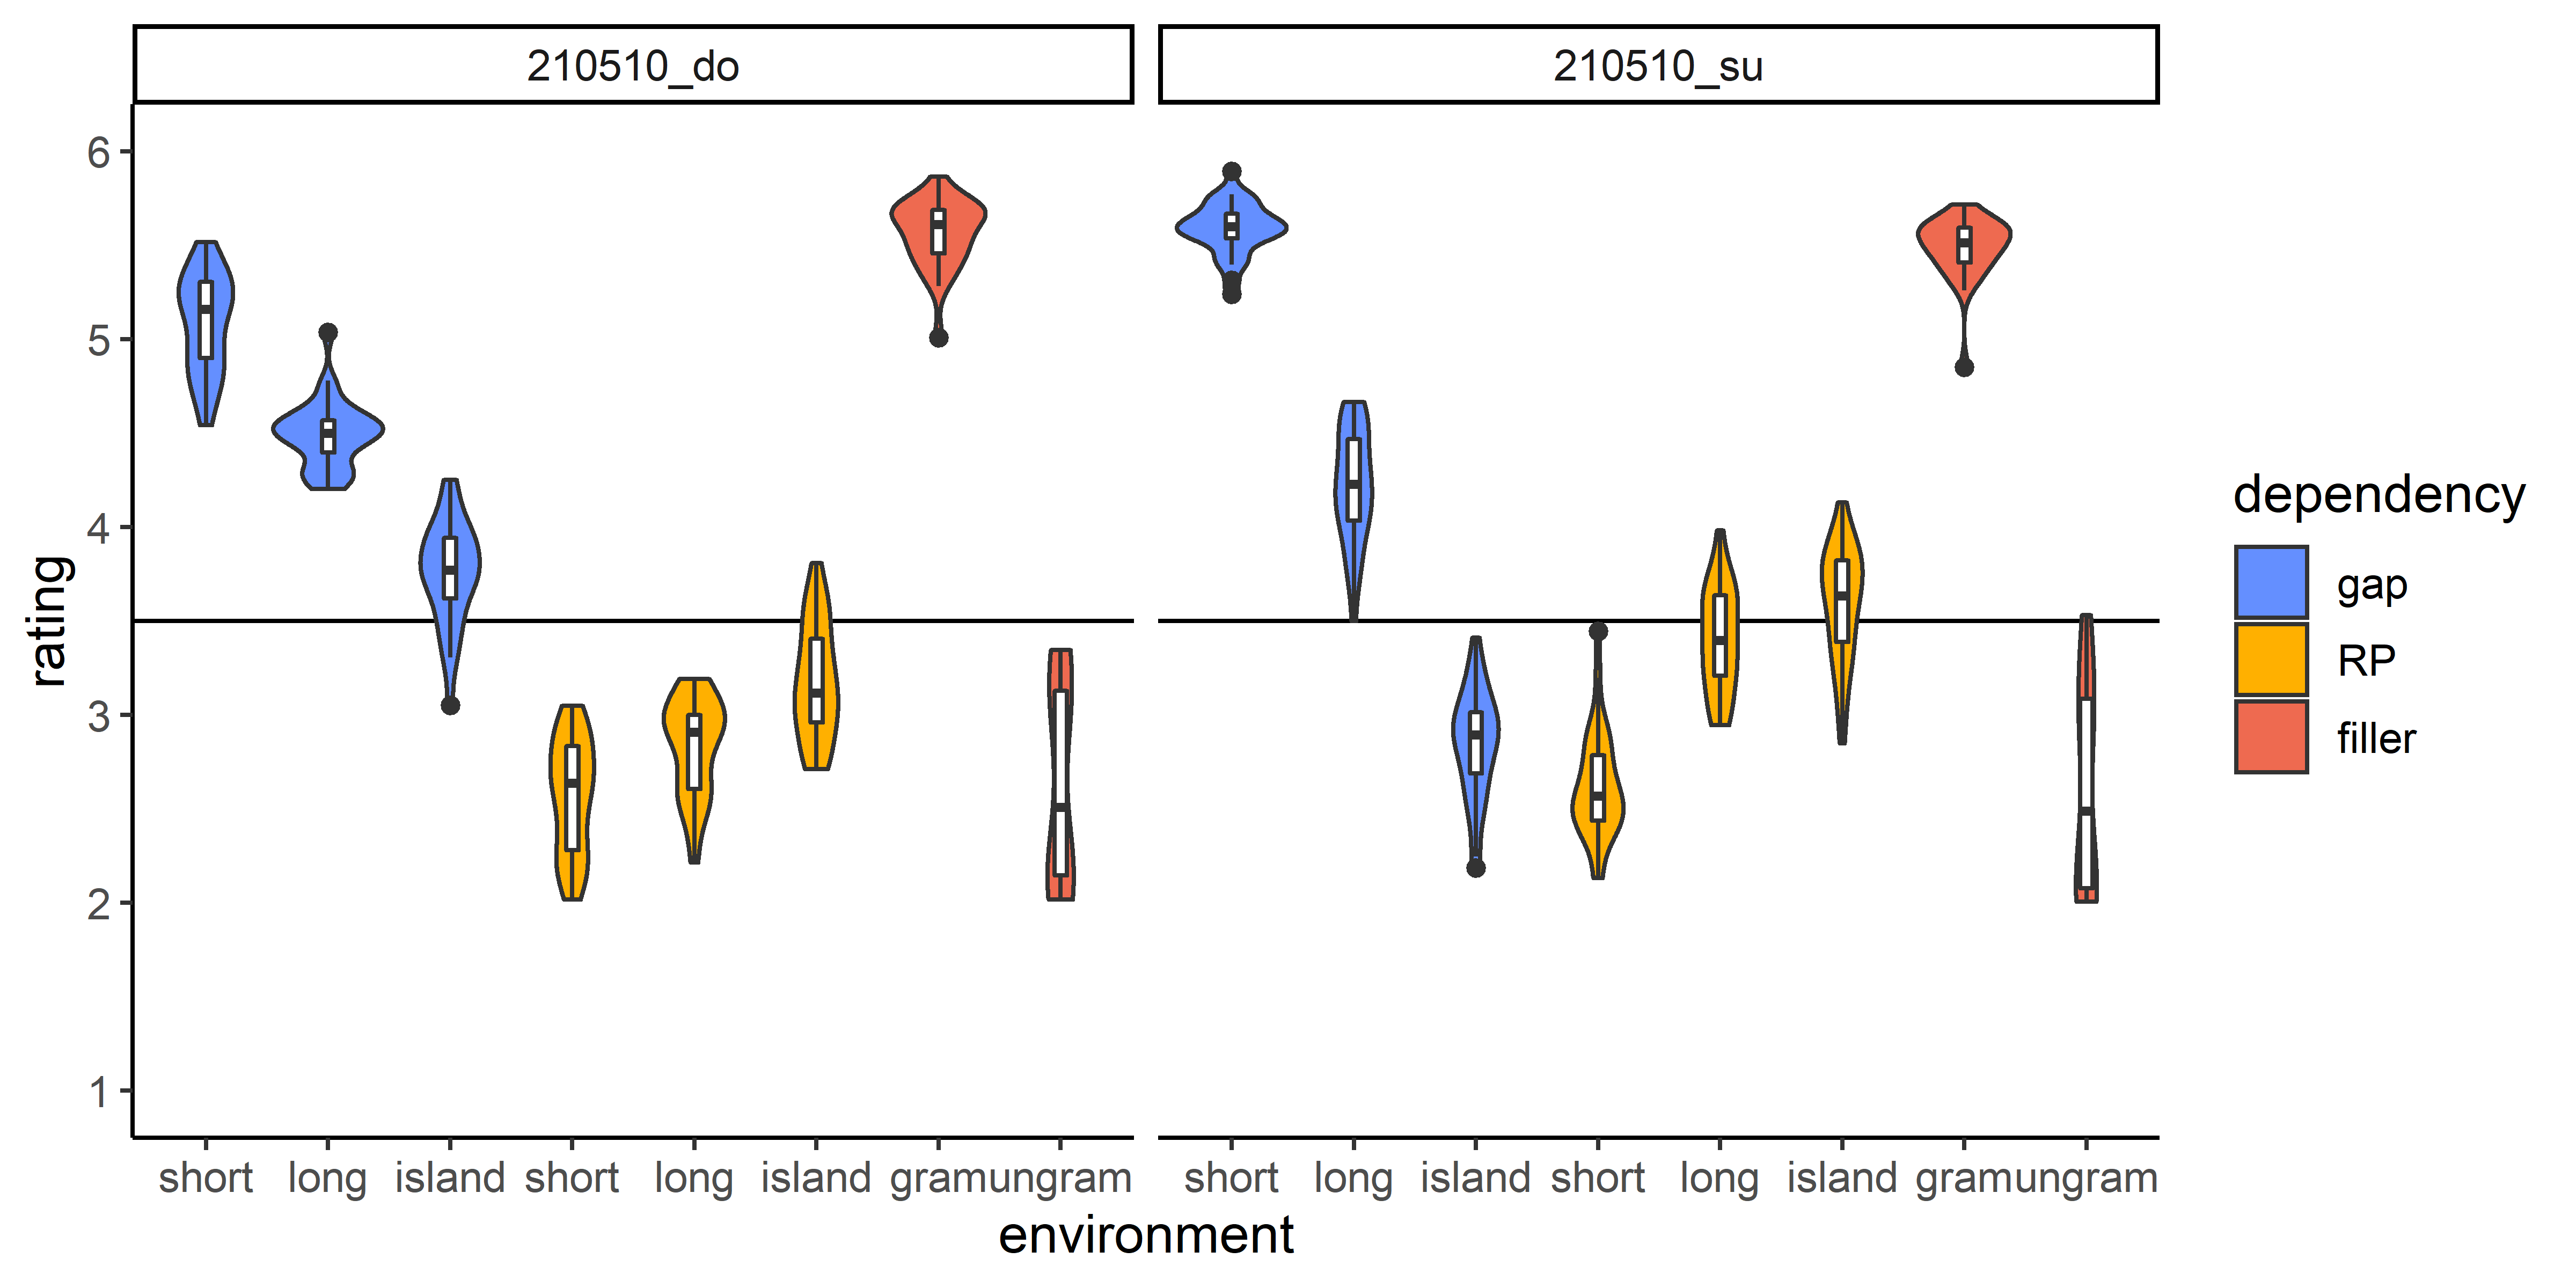 210510_do
210510_su
6
5
4
3
2
1
rating
short long island short long island gram ungram
short long island short long island gram ungram
environment
dependency
gap
RP
filler